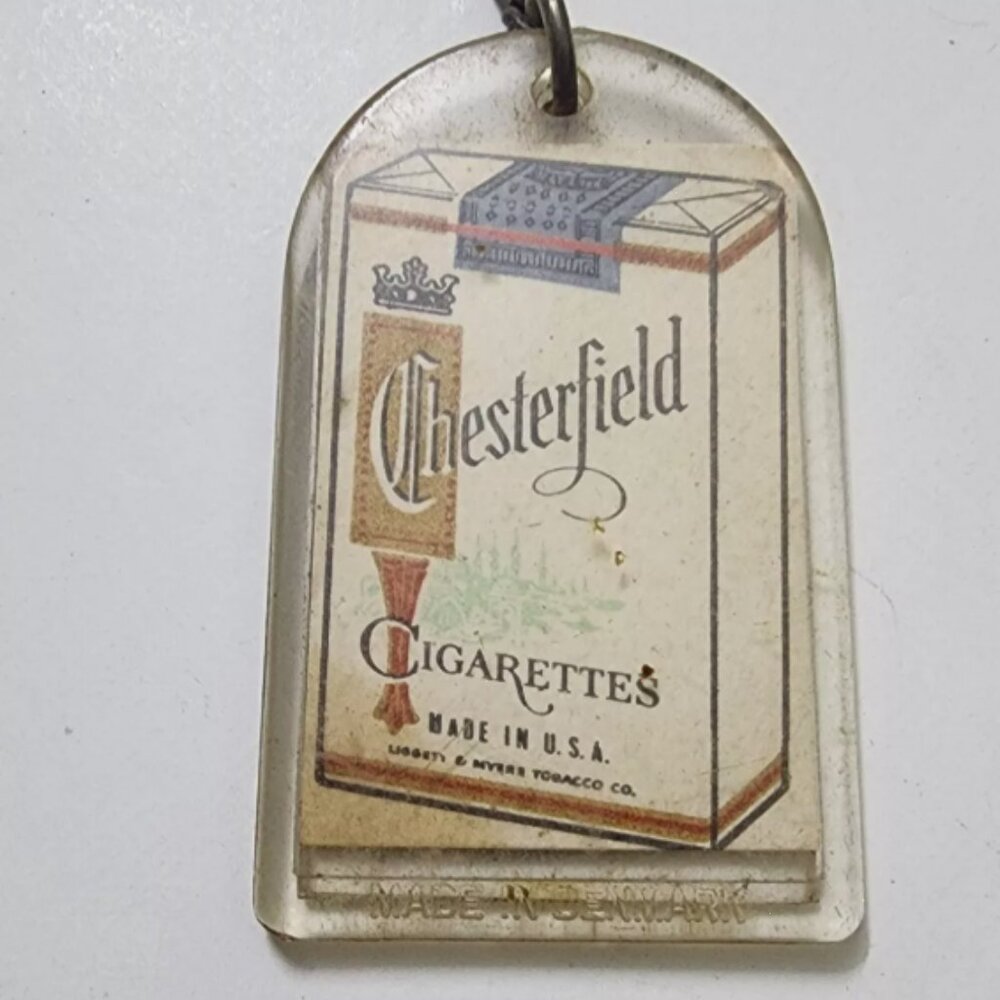 Chesterfield
CIGARETTES
MADE IN U.S.A.
LIGGETT & MYERS TOBACCO CO.
MADE IN DENMARK